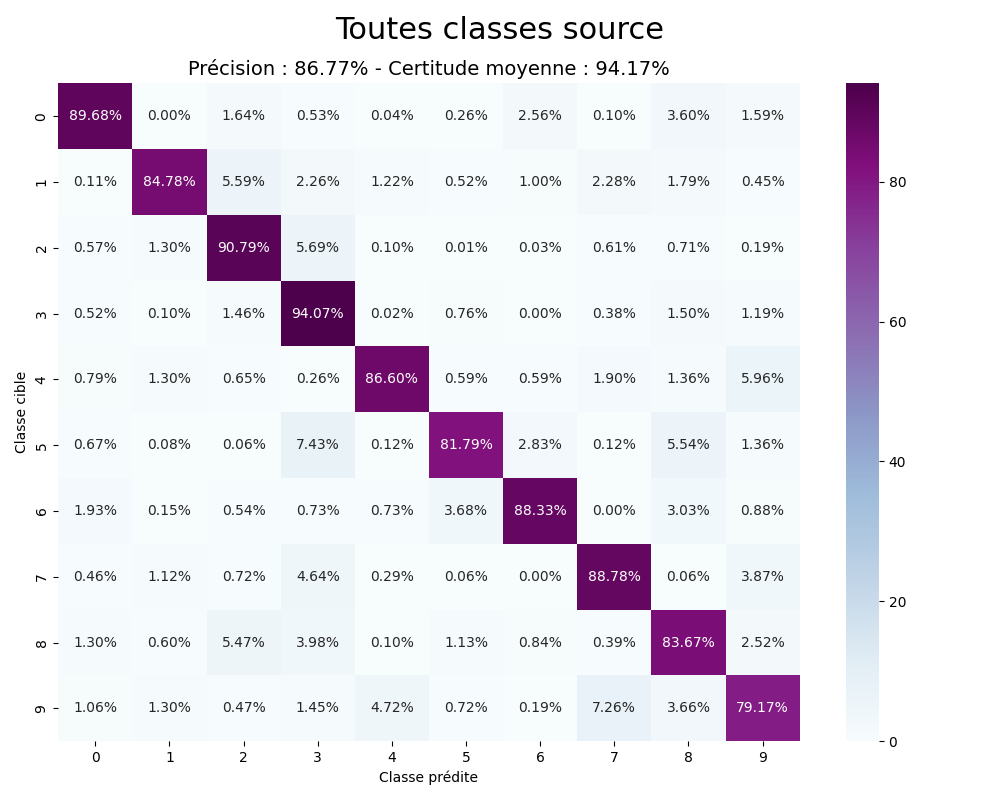 Toutes classes source
Précision : 86.77% - Certitude moyenne : 94.17%
0 89.68% 0.00% 1.64% 0.53% 0.04% 0.26% 2.56% 0.10% 3.60% 1.59%
1 0.11% 84.78% 5.59% 2.26% 1.22% 0.52% 1.00% 2.28% 1.79% 0.45%
80
2 0.57% 1.30% 90.79% 5.69% 0.10% 0.01% 0.03% 0.61% 0.71% 0.19%
3 0.52% 0.10% 1.46% 94.07% 0.02% 0.76% 0.00% 0.38% 1.50% 1.19%
60
Classe cible
4 0.79% 1.30% 0.65% 0.26% 86.60% 0.59% 0.59% 1.90% 1.36% 5.96%
5 0.67% 0.08% 0.06% 7.43% 0.12% 81.79% 2.83% 0.12% 5.54% 1.36%
40
6 1.93% 0.15% 0.54% 0.73% 0.73% 3.68% 88.33% 0.00% 3.03% 0.88%
7 0.46% 1.12% 0.72% 4.64% 0.29% 0.06% 0.00% 88.78% 0.06% 3.87%
20
8 1.30% 0.60% 5.47% 3.98% 0.10% 1.13% 0.84% 0.39% 83.67% 2.52%
9 1.06% 1.30% 0.47% 1.45% 4.72% 0.72% 0.19% 7.26% 3.66% 79.17%
0
0 1 2 3 4 5 6 7 8 9
Classe prédite